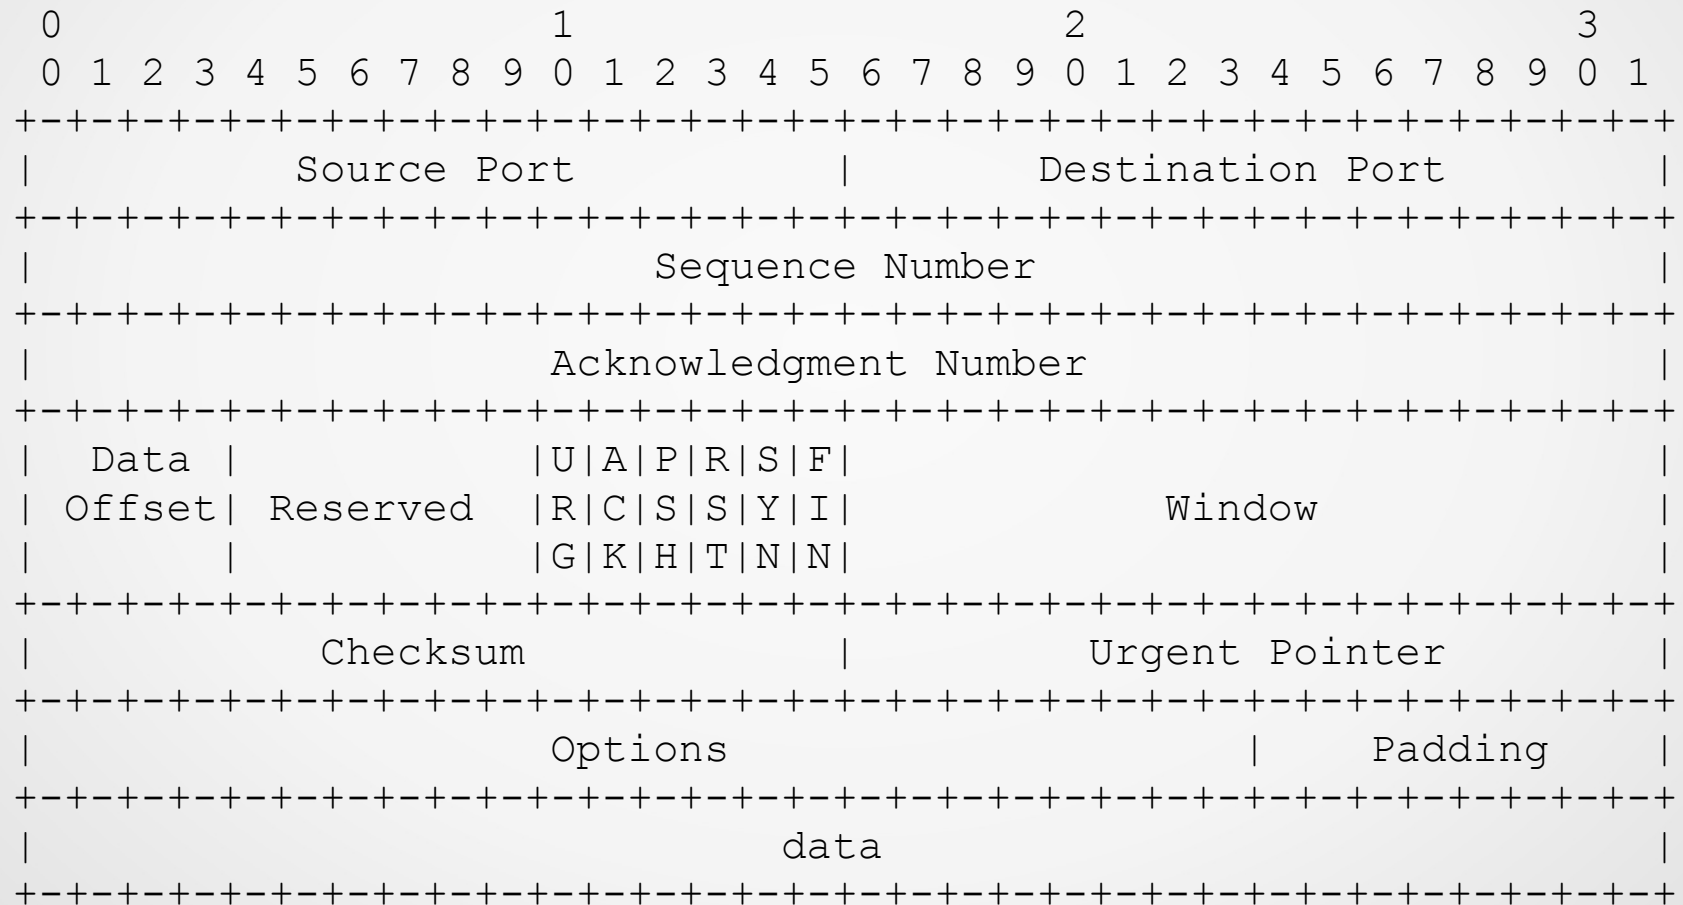 0                   1                   2                   3
 0 1 2 3 4 5 6 7 8 9 0 1 2 3 4 5 6 7 8 9 0 1 2 3 4 5 6 7 8 9 0 1
+-+-+-+-+-+-+-+-+-+-+-+-+-+-+-+-+-+-+-+-+-+-+-+-+-+-+-+-+-+-+-+-+
|          Source Port          |       Destination Port        |
+-+-+-+-+-+-+-+-+-+-+-+-+-+-+-+-+-+-+-+-+-+-+-+-+-+-+-+-+-+-+-+-+
|                        Sequence Number                        |
+-+-+-+-+-+-+-+-+-+-+-+-+-+-+-+-+-+-+-+-+-+-+-+-+-+-+-+-+-+-+-+-+
|                    Acknowledgment Number                      |
+-+-+-+-+-+-+-+-+-+-+-+-+-+-+-+-+-+-+-+-+-+-+-+-+-+-+-+-+-+-+-+-+
|  Data |           |U|A|P|R|S|F|                               |
| Offset| Reserved  |R|C|S|S|Y|I|            Window             |
|       |           |G|K|H|T|N|N|                               |
+-+-+-+-+-+-+-+-+-+-+-+-+-+-+-+-+-+-+-+-+-+-+-+-+-+-+-+-+-+-+-+-+
|           Checksum            |         Urgent Pointer        |
+-+-+-+-+-+-+-+-+-+-+-+-+-+-+-+-+-+-+-+-+-+-+-+-+-+-+-+-+-+-+-+-+
|                    Options                    |    Padding    |
+-+-+-+-+-+-+-+-+-+-+-+-+-+-+-+-+-+-+-+-+-+-+-+-+-+-+-+-+-+-+-+-+
|                             data                              |
+-+-+-+-+-+-+-+-+-+-+-+-+-+-+-+-+-+-+-+-+-+-+-+-+-+-+-+-+-+-+-+-+